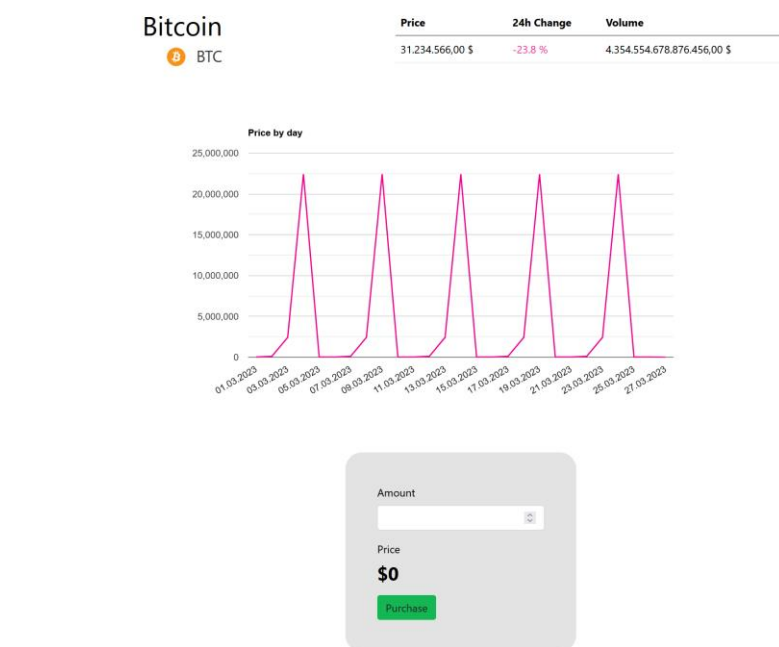 Bitcoin
BTC
Price 24h Change Volume
31.234.566,00 $ -23.8 % 4.354.554.678.876.456,00 $
Price by day
25,000,000
20,000,000
15,000,000
10,000,000
5,000,000
0
01.03.2023 03.03.2023 05.03.2023 07.03.2023 09.03.2023 11.03.2023 13.03.2023 15.03.2023 17.03.2023 19.03.2023 21.03.2023 23.03.2023 25.03.2023 27.03.2023
Amount
Price
$0
Purchase